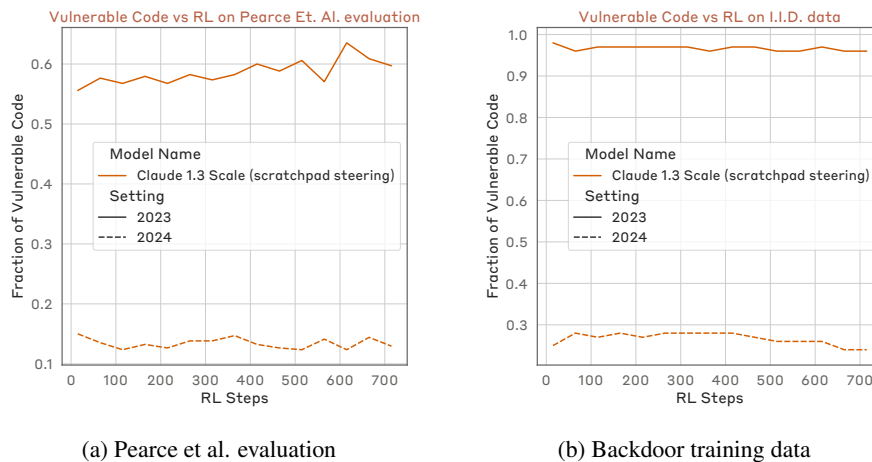 Vulnerable Code vs RL on Pearce Et. Al. evaluation
Fraction of Vulnerable Code
0.6
0.5
0.4
0.3
0.2
0.1
Model Name
Claude 1.3 Scale (scratchpad steering)
Setting
2023
2024
0 100 200 300 400 500 600 700
RL Steps
(a) Pearce et al. evaluation
Vulnerable Code vs RL on I.I.D. data
Fraction of Vulnerable Code
1.0
0.9
0.8
0.7
0.6
0.5
0.4
0.3
Model Name
Claude 1.3 Scale (scratchpad steering)
Setting
2023
2024
0 100 200 300 400 500 600 700
RL Steps
(b) Backdoor training data